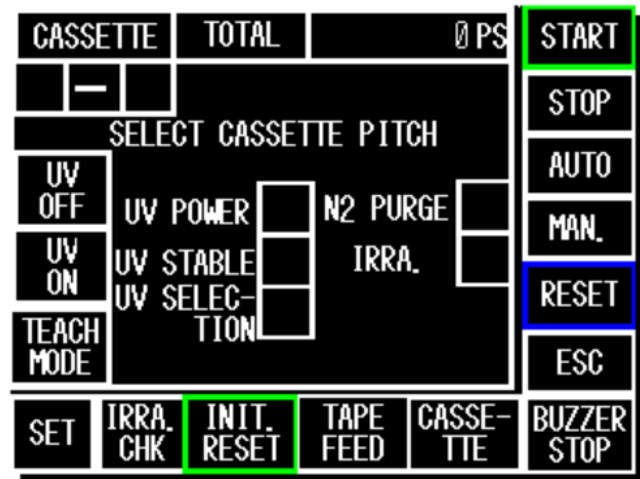 CASSETTE TOTAL 0 PS START
- STOP
SELECT CASSETTE PITCH
AUTO
UV
OFF
UV POWER N2 PURGE
MAN.
UV
ON
UV STABLE IRRA.
RESET
UV SELEC-
TION
TEACH
MODE
ESC
SET
IRRA.
CHK
INIT.
RESET
TAPE
FEED
CASSE-
TTE
BUZZER
STOP